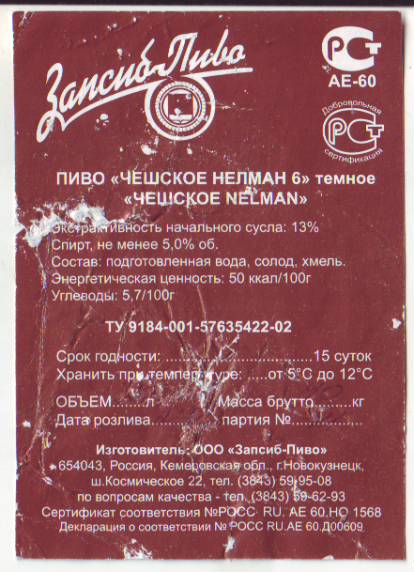 Запсиб-Пиво
РСТ
АЕ-60
Добровольная
РСТ
сертификация
ПИВО «ЧЕШСКОЕ НЕЛМАН 6» темное
«ЧЕШСКОЕ NELMAN»
Экстрактивность начального сусла: 13%
Спирт, не менее 5,0% об.
Состав: подготовленная вода, солод, хмель.
Энергетическая ценность: 50 ккал/100г
Углеводы: 5,7/100г
ТУ 9184-001-57635422-02
Срок годности: ..............................15 суток
Хранить при температуре: .....от 5°С до 12°С
ОБЪЕМ........л Масса брутто.........кг
Дата розлива............... партия №................
Изготовитель: ООО «Запсиб-Пиво»
654043, Россия, Кемеровская обл., г.Новокузнецк,
ш.Космическое 22, тел. (3843) 59-95-08
по вопросам качества - тел. (3843) 59-62-93
Сертификат соответствия №РОСС RU. АЕ 60.НО 1568
Декларация о соответствии № РОСС RU.АЕ 60.Д00609